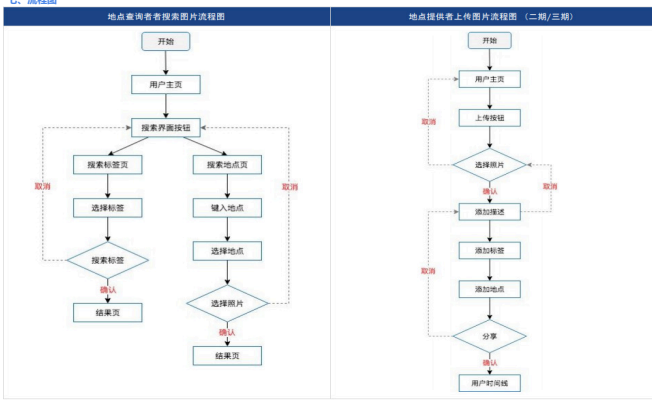 七、流程图
地点查询者者搜索图片流程图
开始
用户主页
搜索界面按钮
搜索标签页
搜索地点页
取消
取消
选择标签
键入地点
搜索标签
选择地点
确认
结果页
选择照片
确认
结果页
地点提供者上传图片流程图 (二期/三期)
开始
用户主页
上传按钮
取消
选择照片
确认
取消
添加描述
添加标签
取消
添加地点
分享
确认
用户时间线